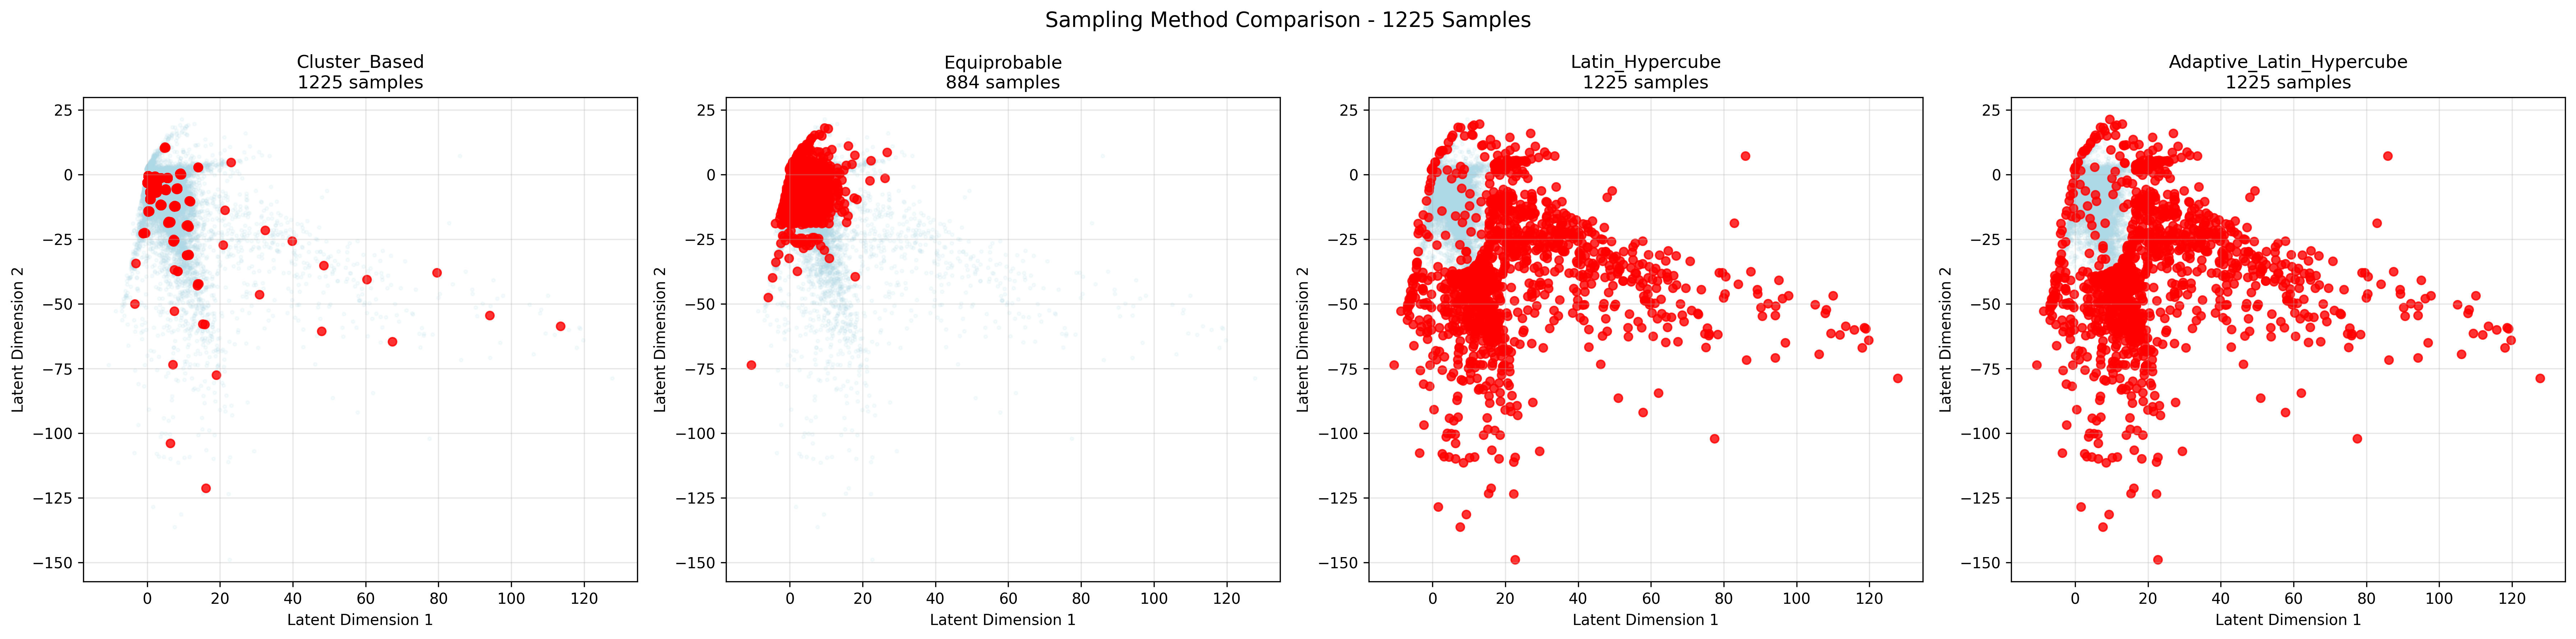 Sampling Method Comparison - 1225 Samples
Cluster_Based
1225 samples
25
0
−25
−50
−75
−100
−125
−150
0 20 40 60 80 100 120
Latent Dimension 1
Latent Dimension 2
Equiprobable
884 samples
25
0
−25
−50
−75
−100
−125
−150
0 20 40 60 80 100 120
Latent Dimension 1
Latent Dimension 2
Latin_Hypercube
1225 samples
25
0
−25
−50
−75
−100
−125
−150
0 20 40 60 80 100 120
Latent Dimension 1
Latent Dimension 2
Adaptive_Latin_Hypercube
1225 samples
25
0
−25
−50
−75
−100
−125
−150
0 20 40 60 80 100 120
Latent Dimension 1
Latent Dimension 2